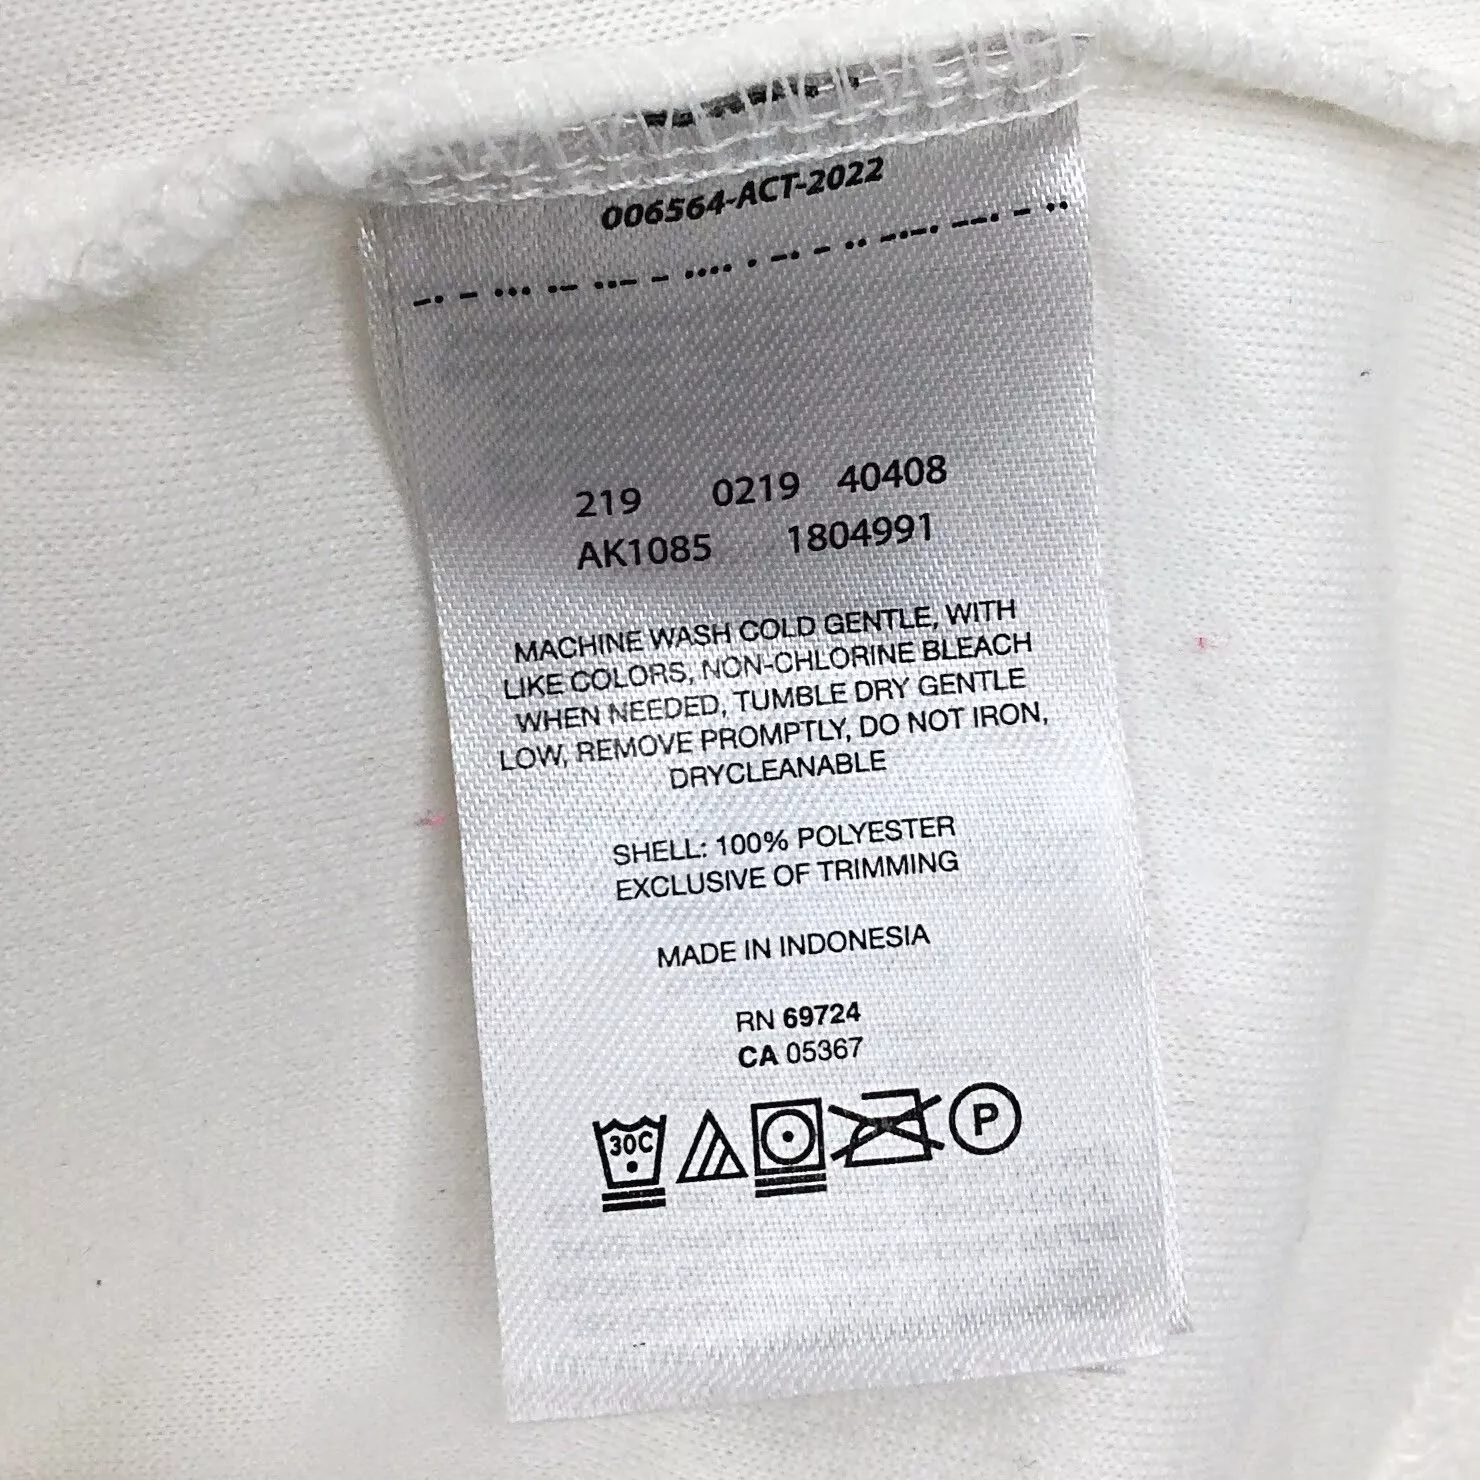 006564-ACT-2022
219 0219 40408
AK1085 1804991
MACHINE WASH COLD GENTLE, WITH
LIKE COLORS, NON-CHLORINE BLEACH
WHEN NEEDED, TUMBLE DRY GENTLE
LOW, REMOVE PROMPTLY, DO NOT IRON,
DRYCLEANABLE
SHELL: 100% POLYESTER
EXCLUSIVE OF TRIMMING
MADE IN INDONESIA
RN 69724
CA 05367
30C P